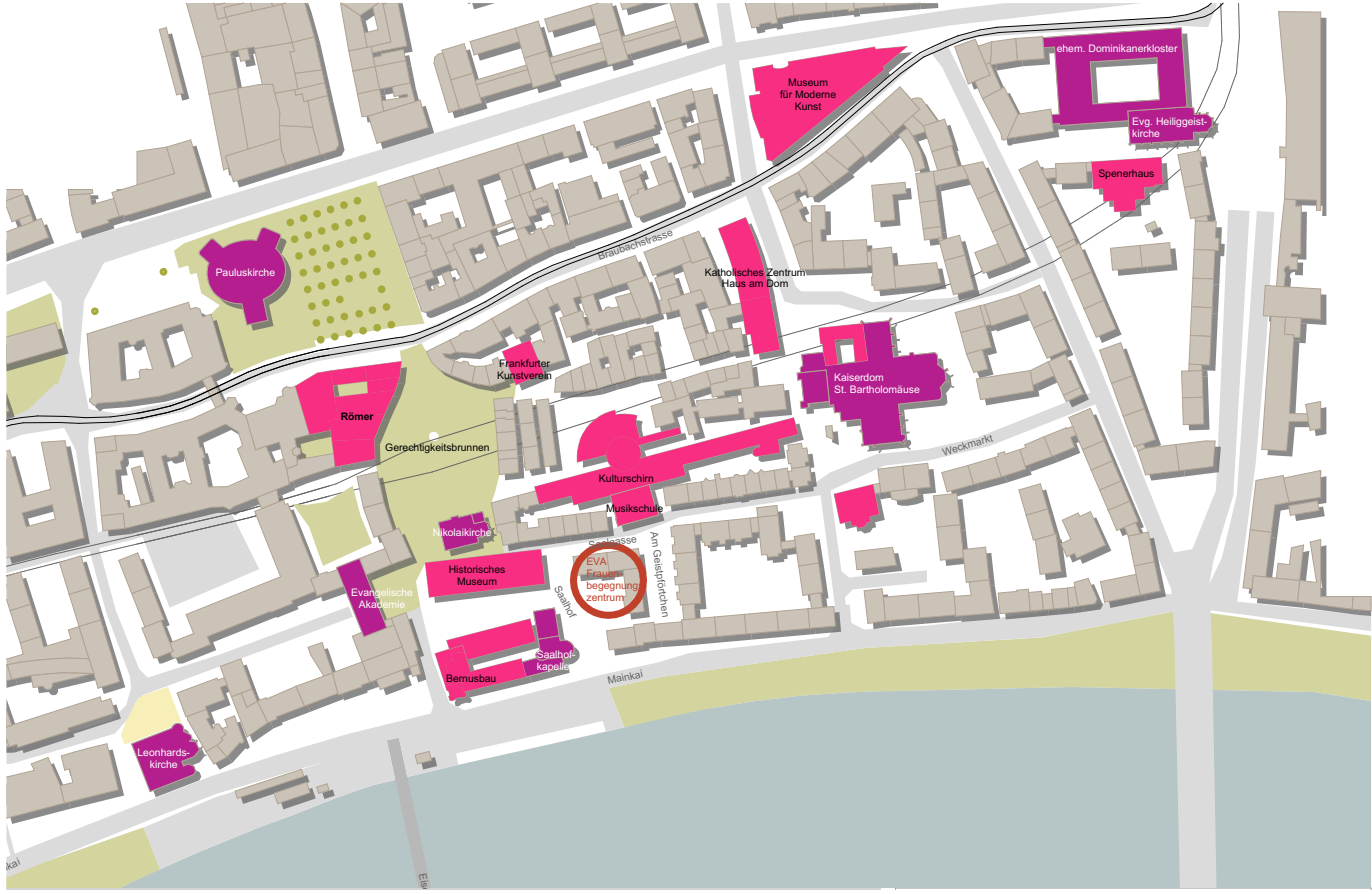 ehem. Dominikanerkloster
Museum
für Moderne
Kunst
Evg. Heiliggeist-
kirche
Spenerhaus
Braubachstrasse
Pauluskirche
Katholisches Zentrum
Haus am Dom
Frankfurter
Kunstverein
Kaiserdom
St. Bartholomäuse
Römer
Gerechtigkeitsbrunnen
Weckmarkt
Kulturschirn
Musikschule
Nikolaikirche
Saalgasse
Am Geistpförtchen
EVA
Frauen-
begegnungs-
zentrum
Historisches
Museum
Evangelische
Akademie
Saalhof
Saalhof-
kapelle
Bernusbau
Mainkai
Leonhards-
kirche